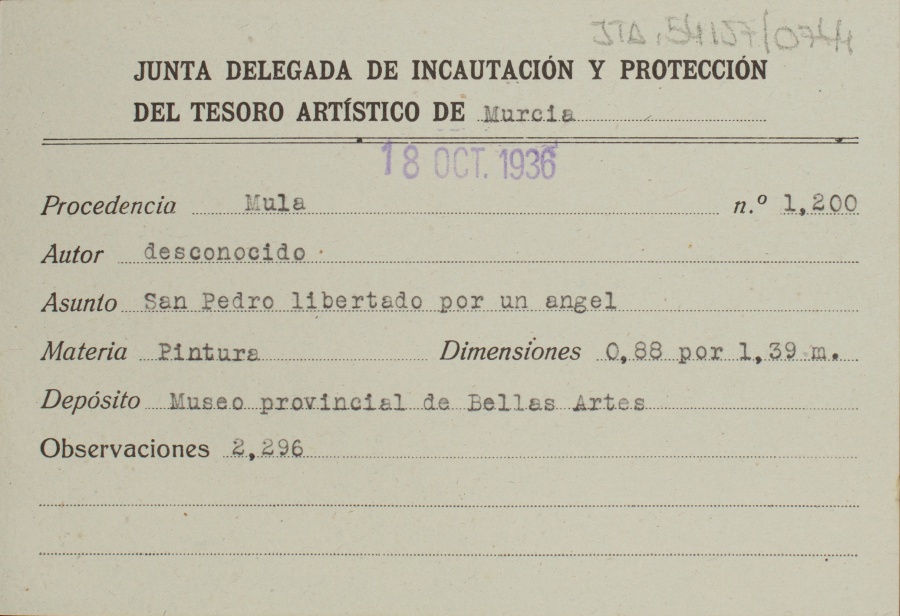 JTA, 54157/0744
JUNTA DELEGADA DE INCAUTACIÓN Y PROTECCIÓN
DEL TESORO ARTÍSTICO DE Murcia
18 OCT. 1936
Procedencia Mula n.º 1,200
Autor desconocido
Asunto San Pedro libertado por un angel
Materia Pintura Dimensiones 0,88 por 1,39 m.
Depósito Museo provincial de Bellas Artes
Observaciones 2,296